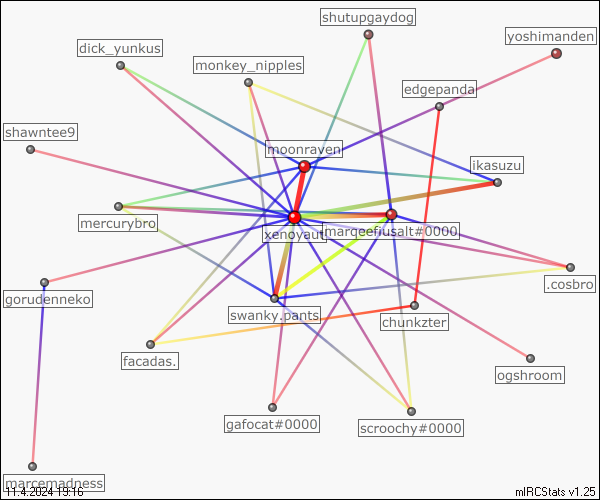 shutupgaydog
yoshimanden
dick_yunkus
monkey_nipples
edgepanda
shawntee9
moonraven
ikasuzu
mercurybro
xenoyaut
marqeefiusalt#0000
.cosbro
gorudenneko
swanky.pants
chunkzter
facadas.
ogshroom
gafocat#0000
scroochy#0000
marcemadness
11.4.2024 19:16
mIRCStats v1.25